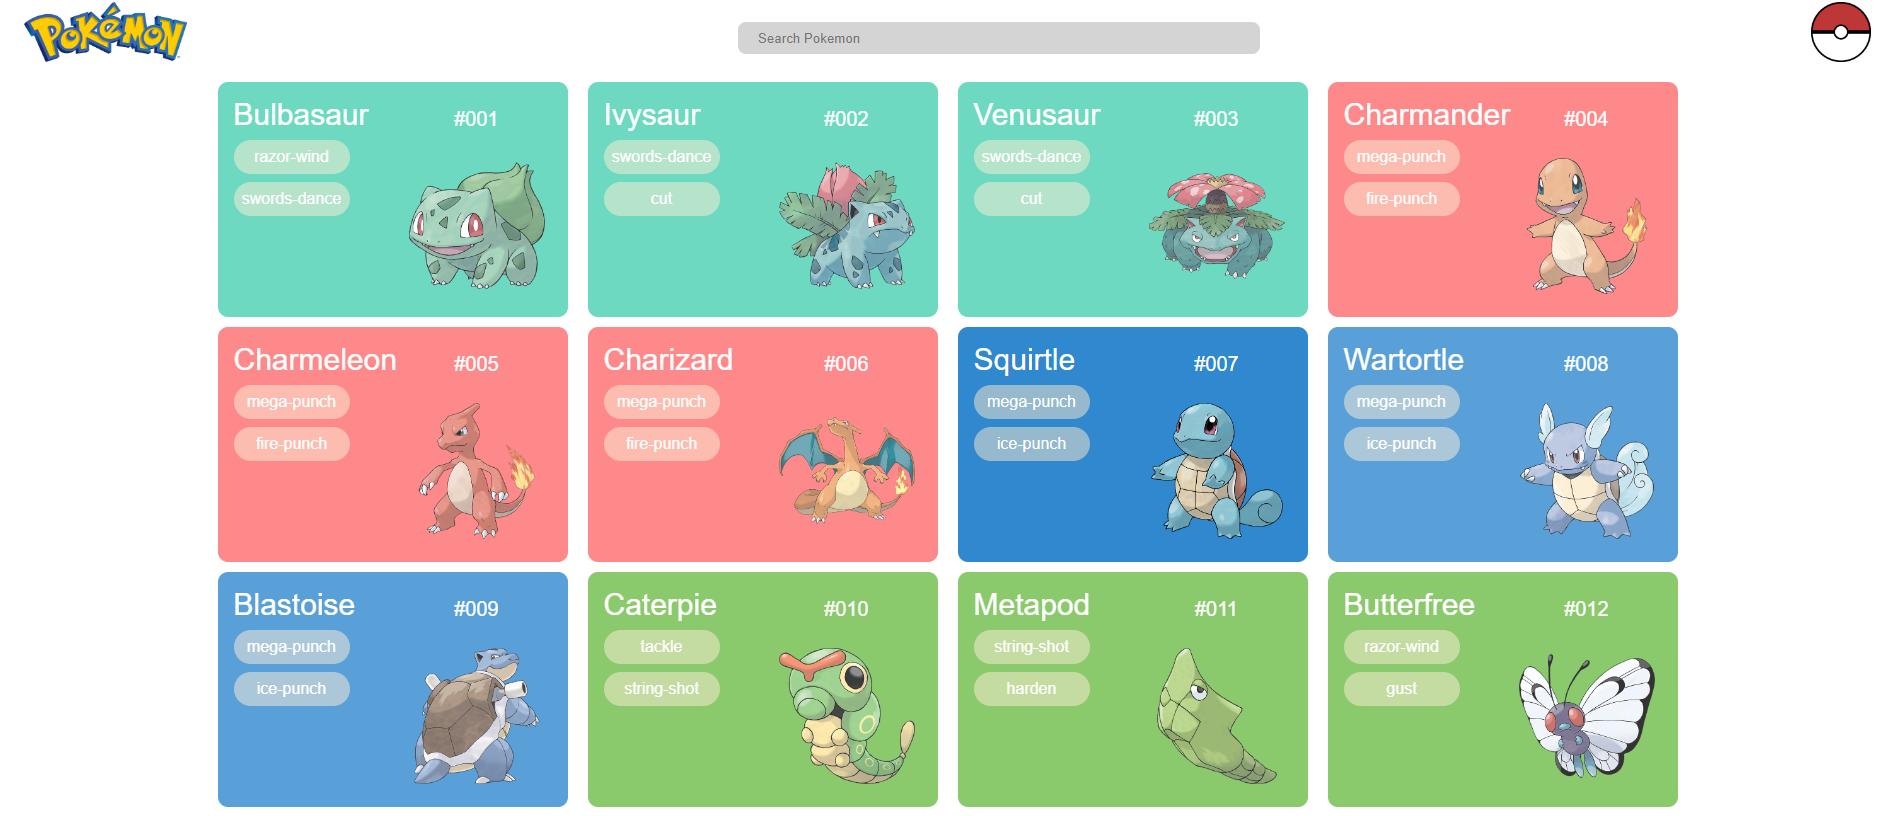 POKéMON
Search Pokemon
Bulbasaur
#001
razor-wind
swords-dance
Ivysaur
#002
swords-dance
cut
Venusaur
#003
swords-dance
cut
Charmander
#004
mega-punch
fire-punch
Charmeleon
#005
mega-punch
fire-punch
Charizard
#006
mega-punch
fire-punch
Squirtle
#007
mega-punch
ice-punch
Wartortle
#008
mega-punch
ice-punch
Blastoise
#009
mega-punch
ice-punch
Caterpie
#010
tackle
string-shot
Metapod
#011
string-shot
harden
Butterfree
#012
razor-wind
gust